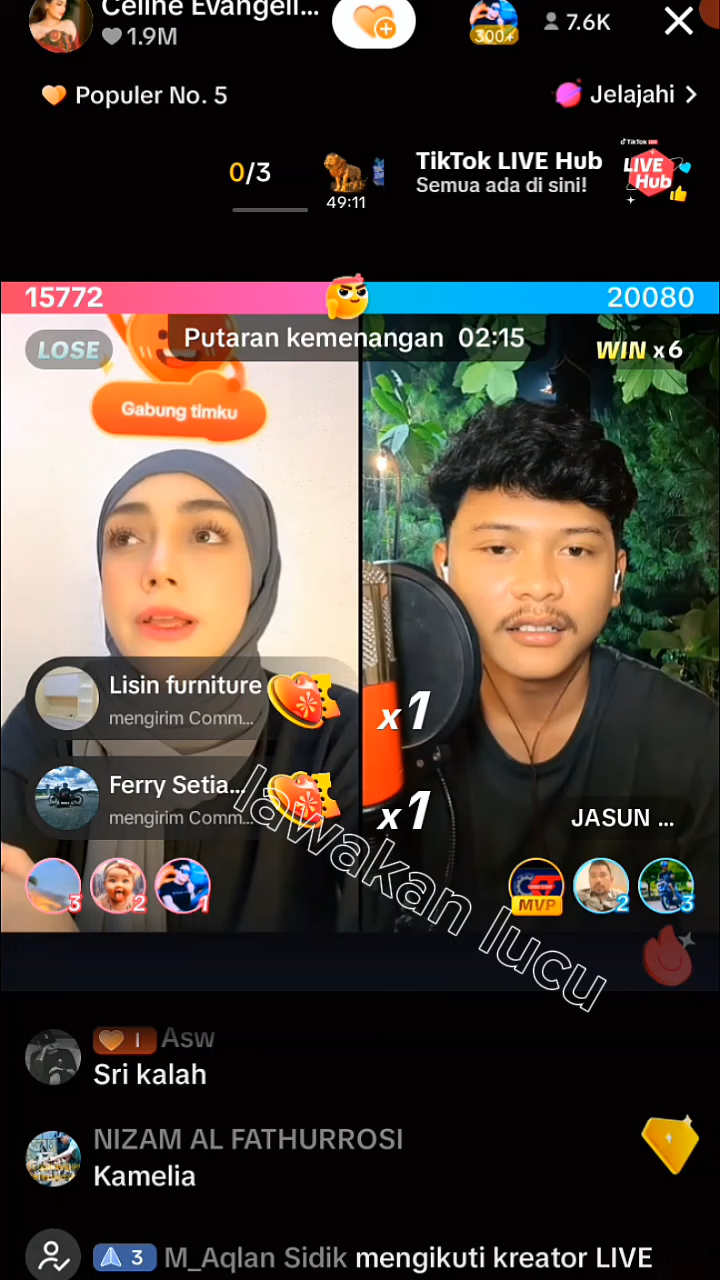 Celine Evangeli...
1.9M
300+
7.6K
Populer No. 5
Jelajahi >
0/3
49:11
TikTok LIVE Hub
Semua ada di sini!
TikTok LIVE
LIVE
Hub
15772
20080
LOSE
Putaran kemenangan 02:15
WIN x6
Gabung timku
Lisin furniture
mengirim Comm...
x1
Ferry Setia...
mengirim Comm...
x1
JASUN ...
3
2
1
MVP
2
3
lawakan lucu
I Asw
Sri kalah
NIZAM AL FATHURROSI
Kamelia
3 M_Aqlan Sidik mengikuti kreator LIVE